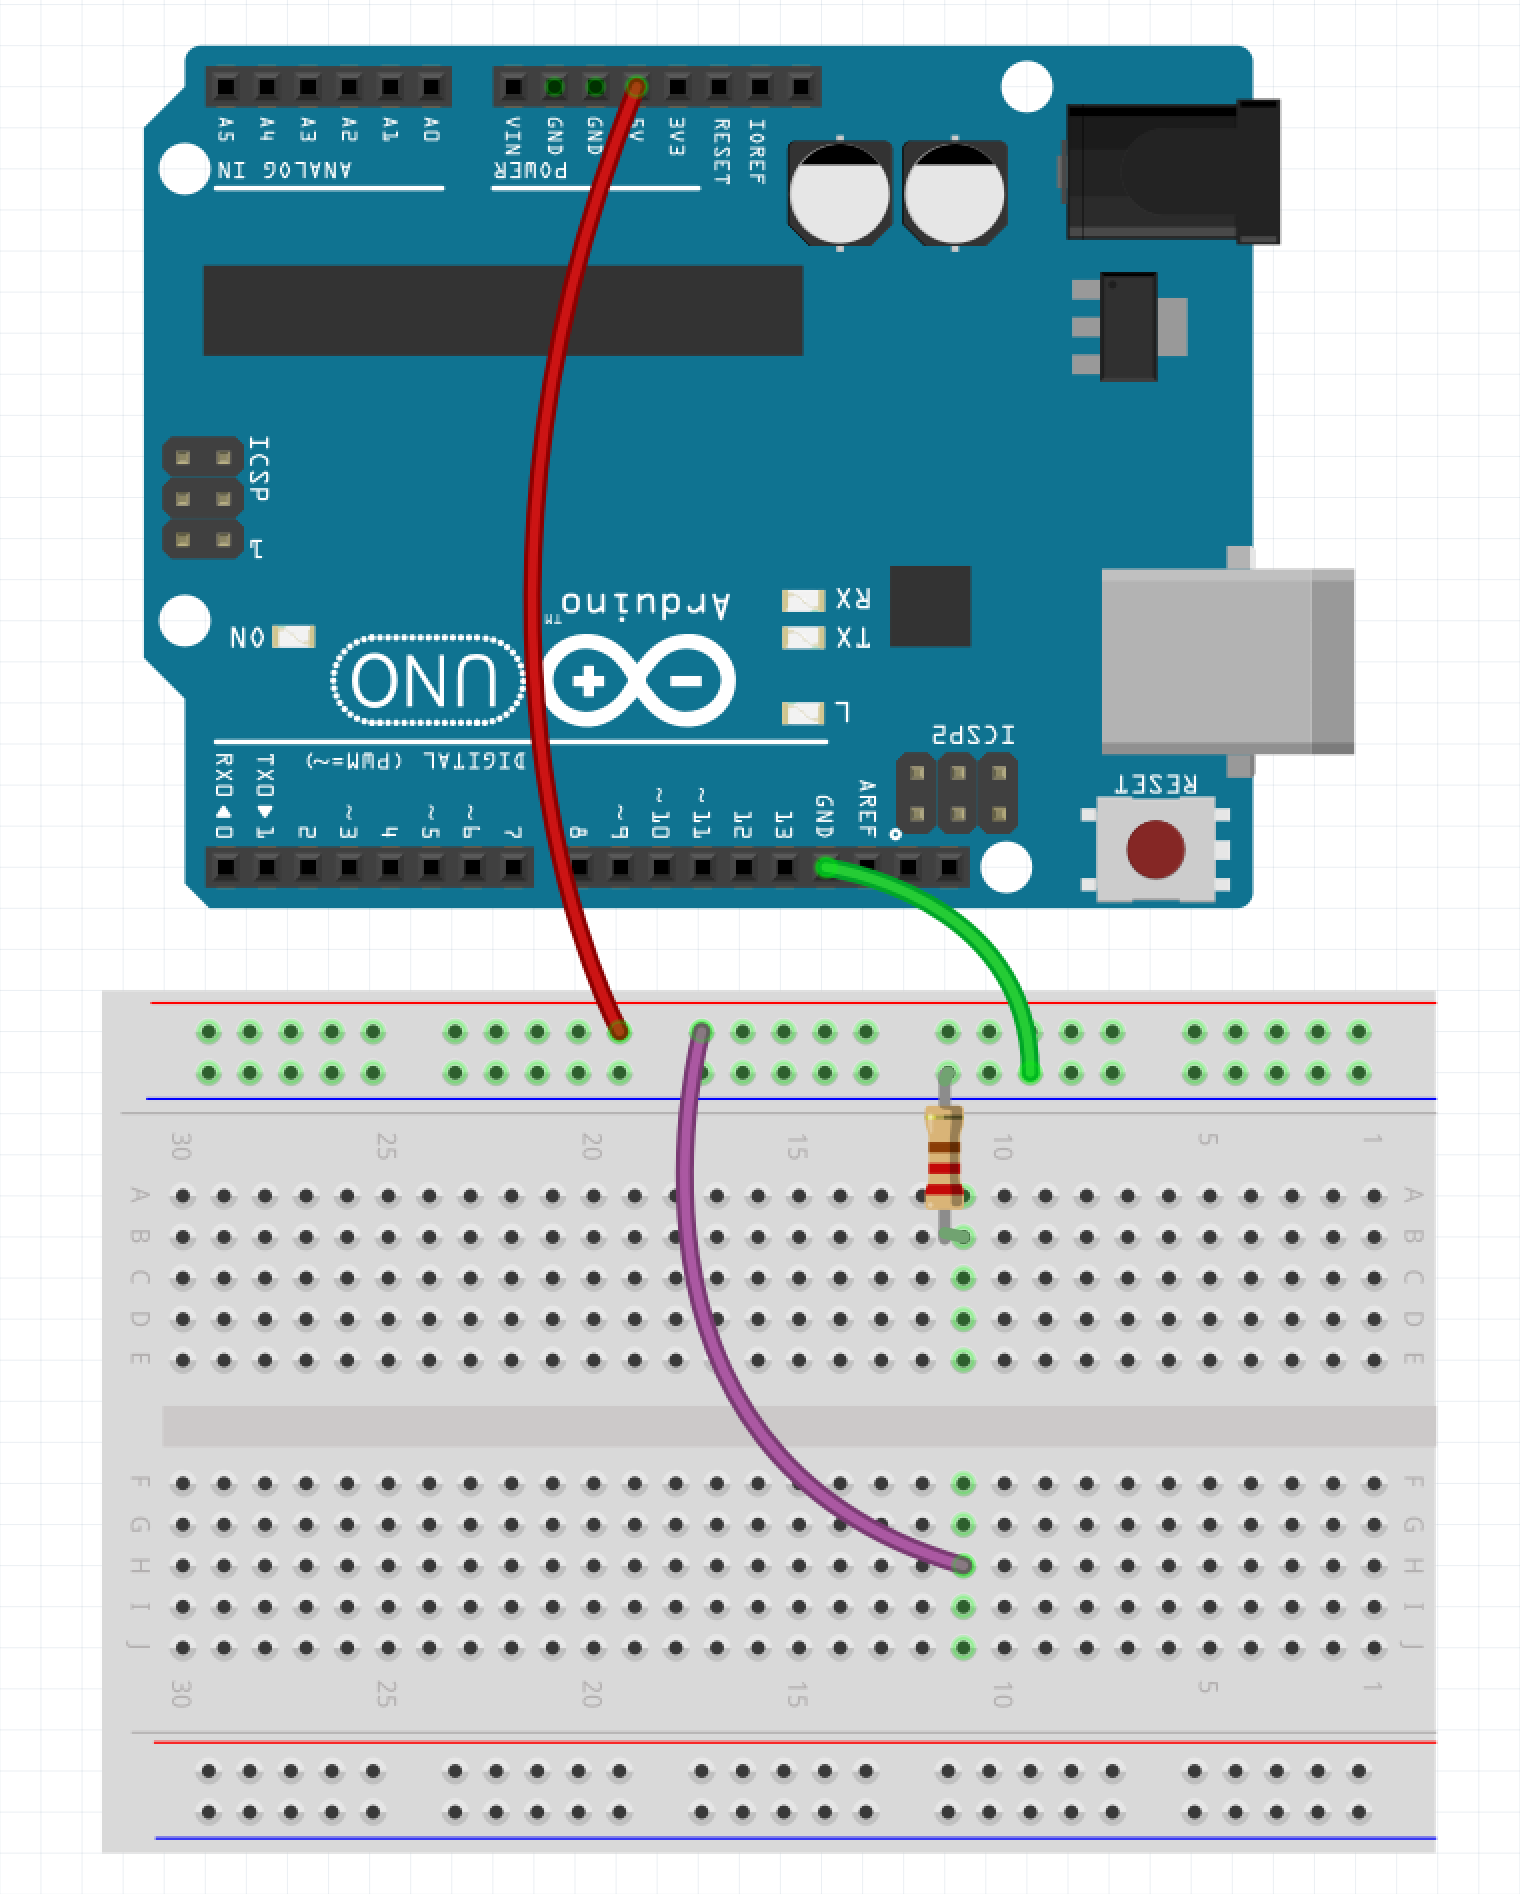 A5 A4 A3 A2 A1 A0 VIN GND GND 5V 3V3 RESET IOREF
ANALOG IN POWER
ICSP
1
Arduino™ RX
ON TX
UNO
L
ICSP2
DIGITAL (PWM=~)
RX0◀0 TX0▶1 2 ~3 4 ~5 ~6 7 8 ~9 ~10 ~11 12 13 GND AREF
RESET
30 25 20 15 10 5 1
A A
B B
C C
D D
E E
F F
G G
H H
I I
J J
30 25 20 15 10 5 1